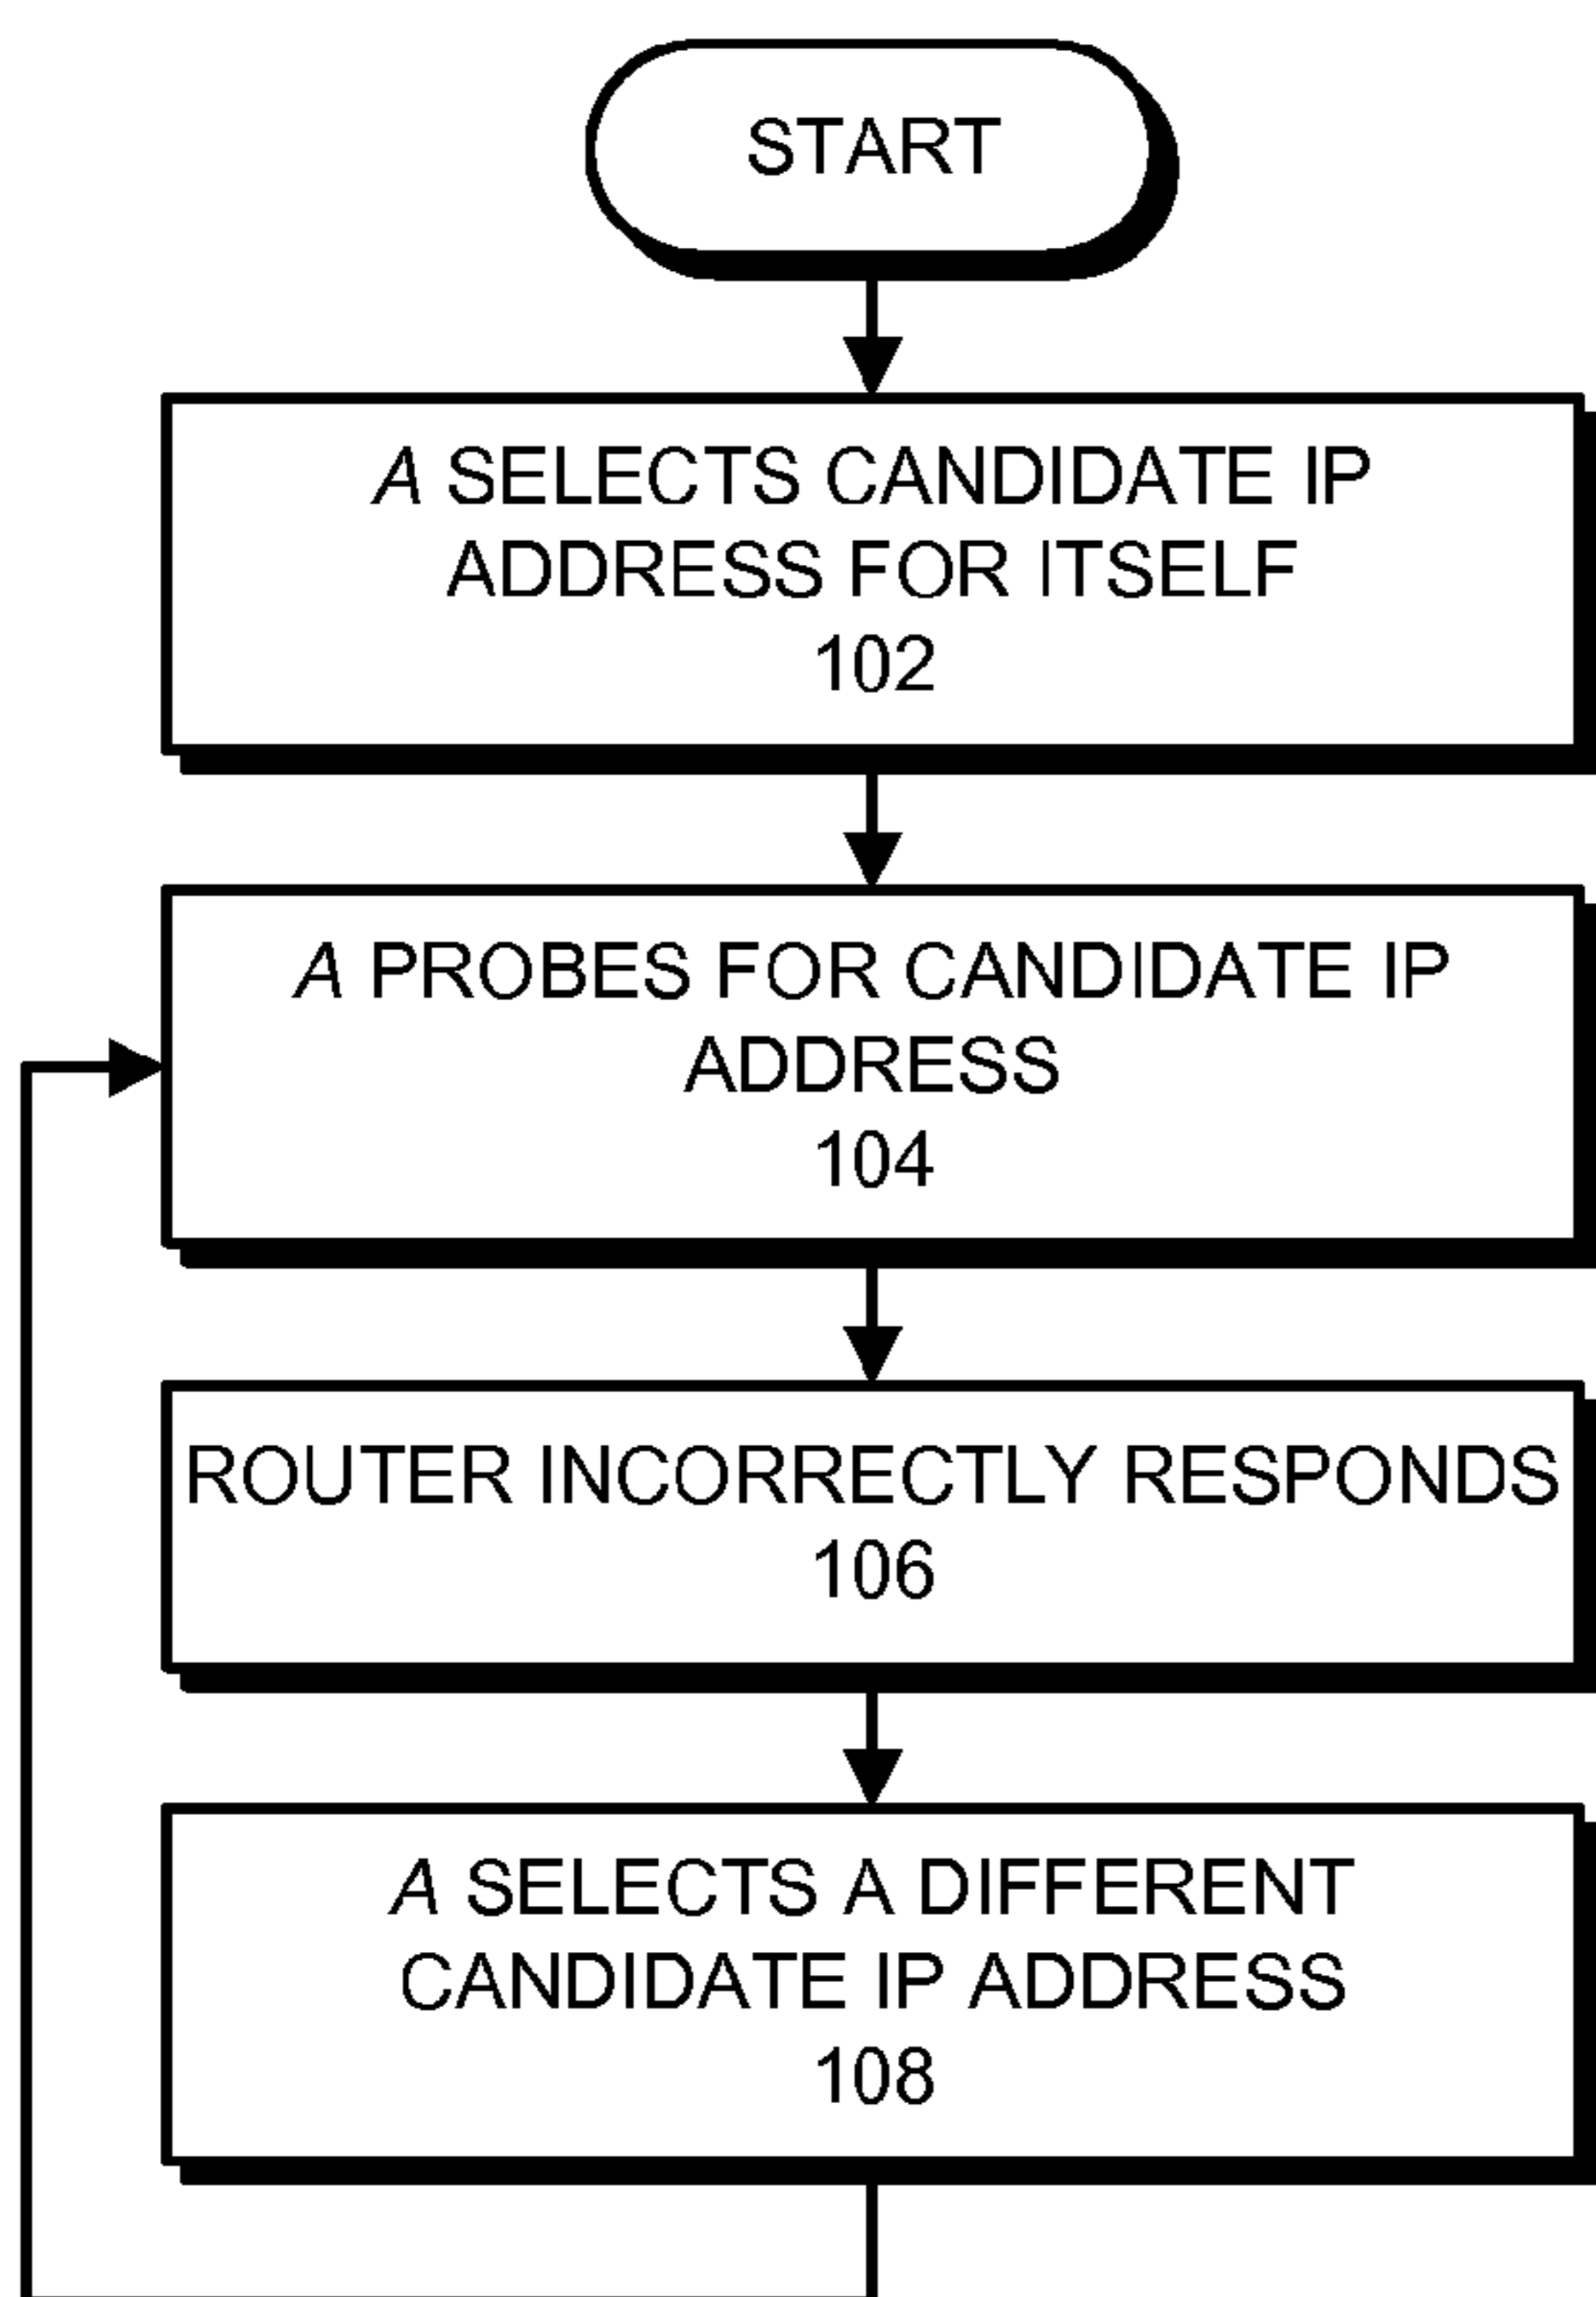 START
A SELECTS CANDIDATE IP
ADDRESS FOR ITSELF
102
A PROBES FOR CANDIDATE IP
ADDRESS
104
ROUTER INCORRECTLY RESPONDS
106
A SELECTS A DIFFERENT
CANDIDATE IP ADDRESS
108